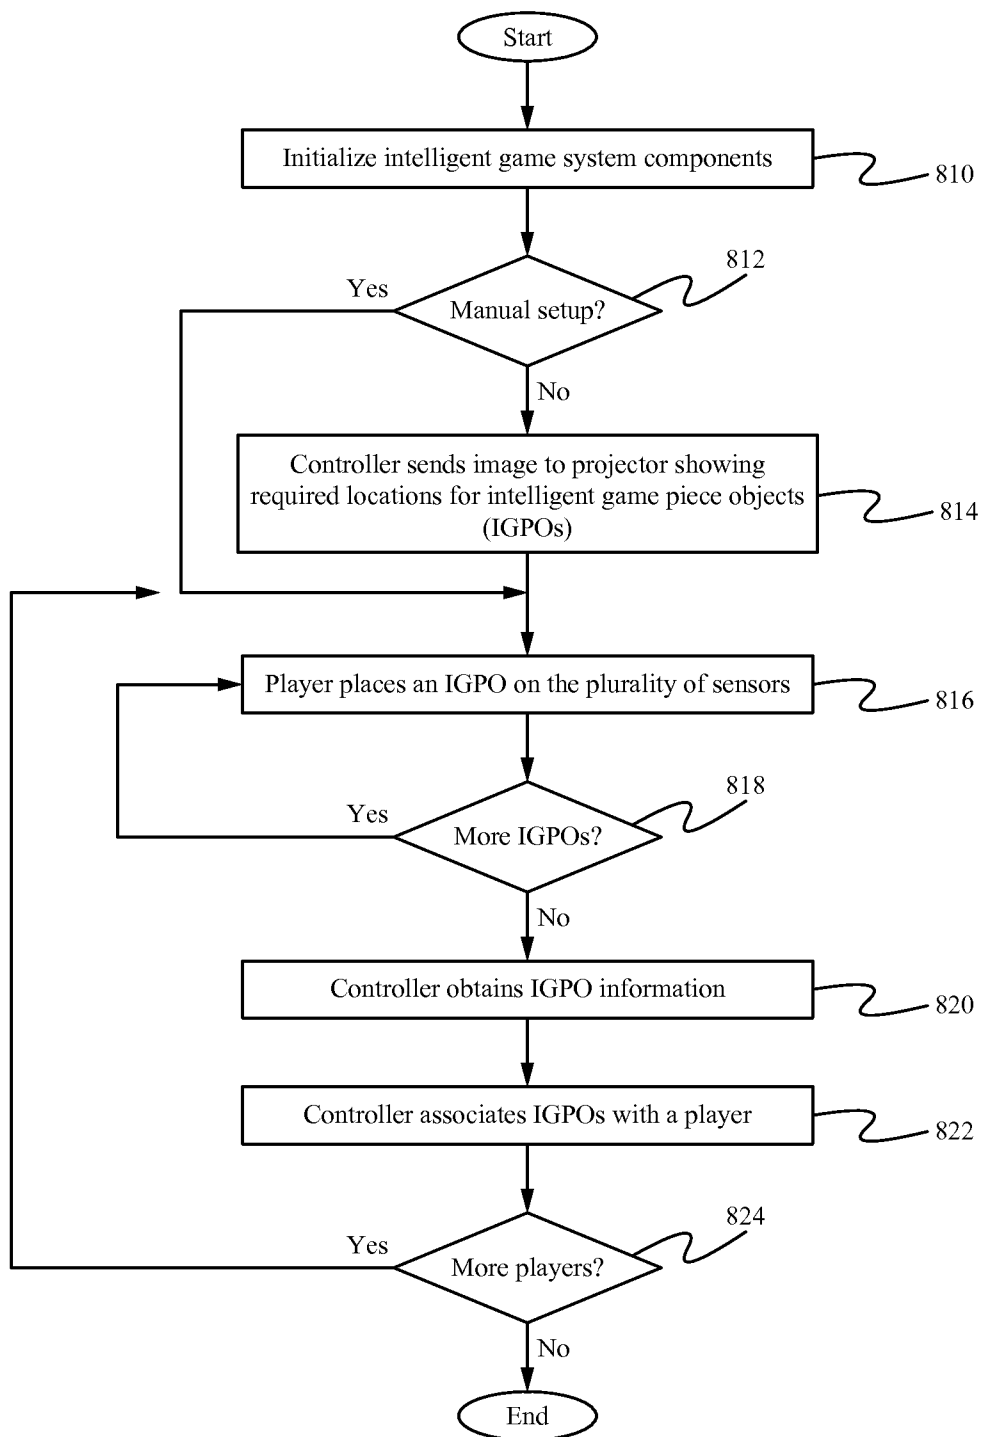 Start
Initialize intelligent game system components
810
812
Yes
Manual setup?
No
Controller sends image to projector showing
required locations for intelligent game piece objects
(IGPOs)
814
Player places an IGPO on the plurality of sensors
816
818
Yes
More IGPOs?
No
Controller obtains IGPO information
820
Controller associates IGPOs with a player
822
824
Yes
More players?
No
End